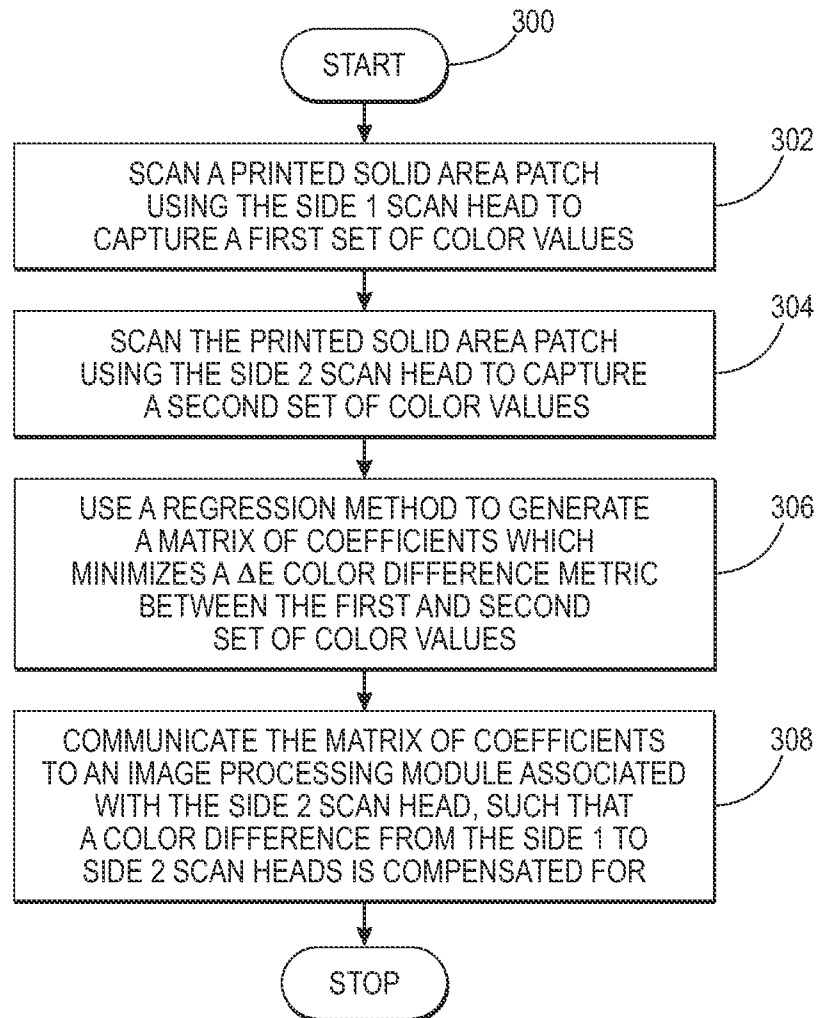 300
START
302
SCAN A PRINTED SOLID AREA PATCH
USING THE SIDE 1 SCAN HEAD TO
CAPTURE A FIRST SET OF COLOR VALUES
304
SCAN THE PRINTED SOLID AREA PATCH
USING THE SIDE 2 SCAN HEAD TO CAPTURE
A SECOND SET OF COLOR VALUES
306
USE A REGRESSION METHOD TO GENERATE
A MATRIX OF COEFFICIENTS WHICH
MINIMIZES A ΔE COLOR DIFFERENCE METRIC
BETWEEN THE FIRST AND SECOND
SET OF COLOR VALUES
308
COMMUNICATE THE MATRIX OF COEFFICIENTS
TO AN IMAGE PROCESSING MODULE ASSOCIATED
WITH THE SIDE 2 SCAN HEAD, SUCH THAT
A COLOR DIFFERENCE FROM THE SIDE 1 TO
SIDE 2 SCAN HEADS IS COMPENSATED FOR
STOP